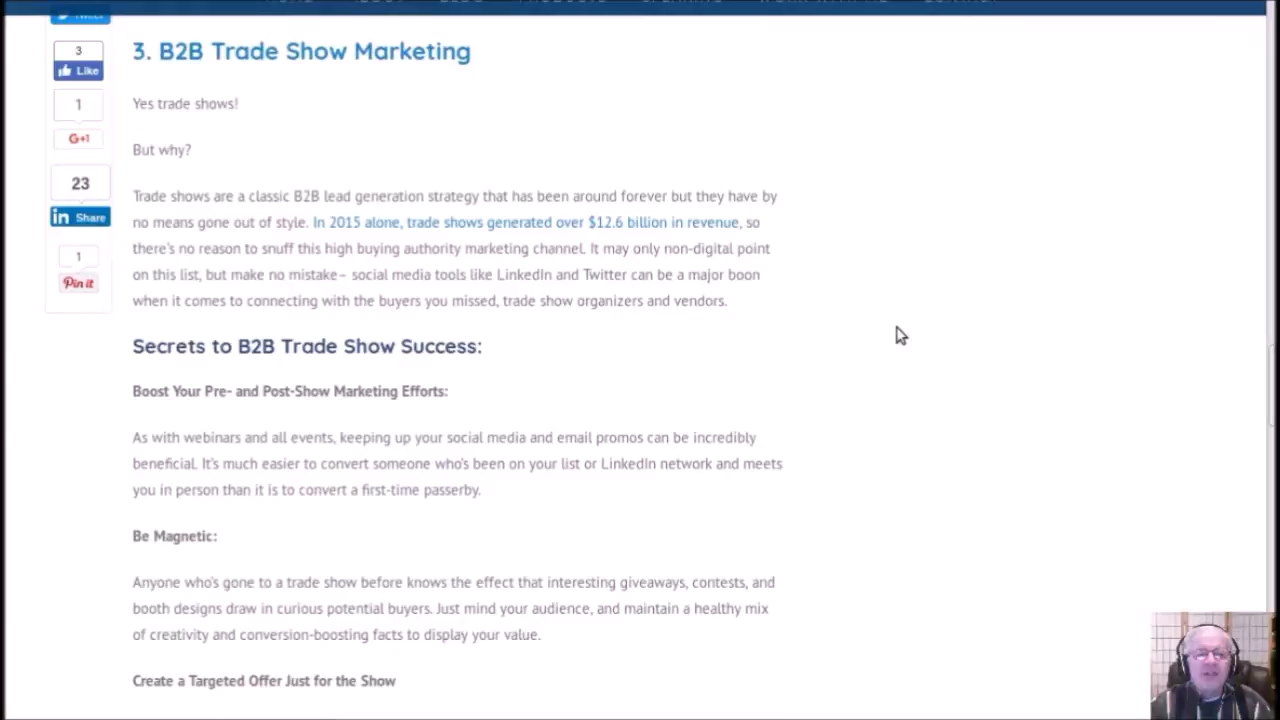 Twitter
3
Like
1
G+1
23
in Share
1
Pin it
3. B2B Trade Show Marketing
Yes trade shows!
But why?
Trade shows are a classic B2B lead generation strategy that has been around forever but they have by
no means gone out of style. In 2015 alone, trade shows generated over $12.6 billion in revenue, so
there's no reason to snuff this high buying authority marketing channel. It may only non-digital point
on this list, but make no mistake– social media tools like LinkedIn and Twitter can be a major boon
when it comes to connecting with the buyers you missed, trade show organizers and vendors.
Secrets to B2B Trade Show Success:
Boost Your Pre- and Post-Show Marketing Efforts:
As with webinars and all events, keeping up your social media and email promos can be incredibly
beneficial. It's much easier to convert someone who's been on your list or LinkedIn network and meets
you in person than it is to convert a first-time passerby.
Be Magnetic:
Anyone who's gone to a trade show before knows the effect that interesting giveaways, contests, and
booth designs draw in curious potential buyers. Just mind your audience, and maintain a healthy mix
of creativity and conversion-boosting facts to display your value.
Create a Targeted Offer Just for the Show